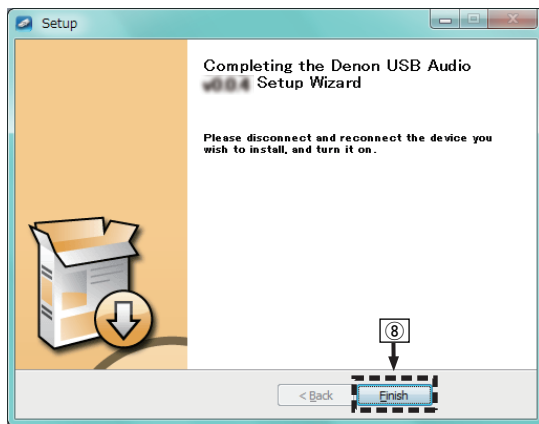 Setup
Completing the Denon USB Audio
Setup Wizard
Please disconnect and reconnect the device you
wish to install, and turn it on.
⑧
< Back
Finish